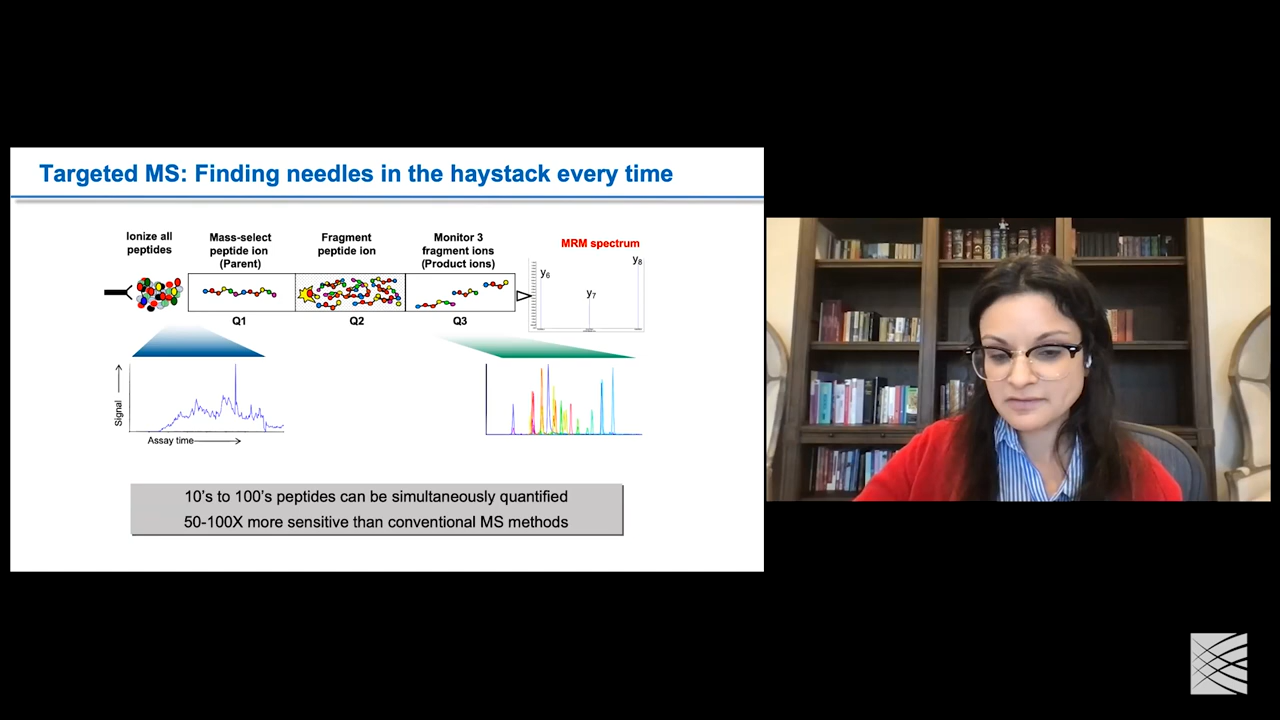 Targeted MS: Finding needles in the haystack every time
Ionize all
peptides
Mass-select
peptide ion
(Parent)
Fragment
peptide ion
Monitor 3
fragment ions
(Product ions)
MRM spectrum
y6
y7
y8
Q1
Q2
Q3
Signal
Assay time
10's to 100's peptides can be simultaneously quantified
50-100X more sensitive than conventional MS methods